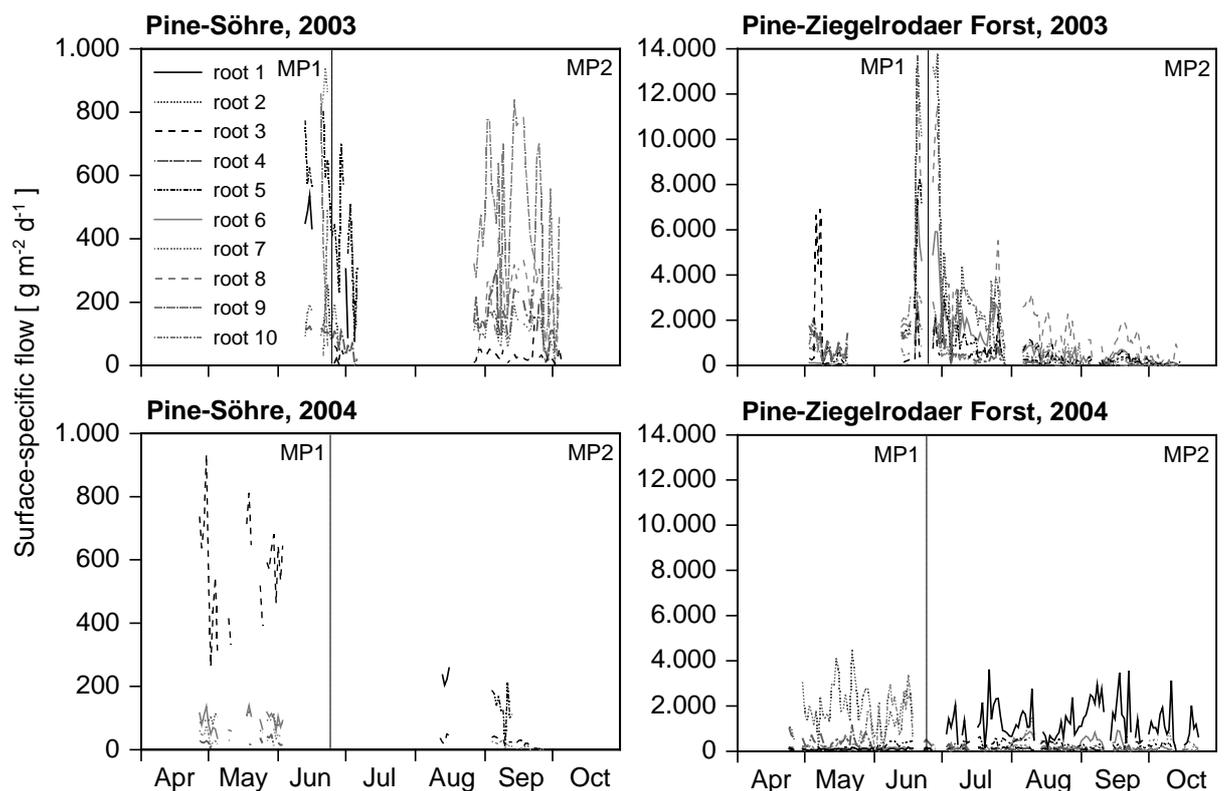 Pine-Söhre, 2003
1.000
800
600
400
200
0
MP1
MP2
root 1
root 2
root 3
root 4
root 5
root 6
root 7
root 8
root 9
root 10
Pine-Ziegelrodaer Forst, 2003
14.000
12.000
10.000
8.000
6.000
4.000
2.000
0
MP1
MP2
Surface-specific flow [ g m-2 d-1 ]
Pine-Söhre, 2004
1.000
800
600
400
200
0
MP1
MP2
Apr May Jun Jul Aug Sep Oct
Pine-Ziegelrodaer Forst, 2004
14.000
12.000
10.000
8.000
6.000
4.000
2.000
0
MP1
MP2
Apr May Jun Jul Aug Sep Oct